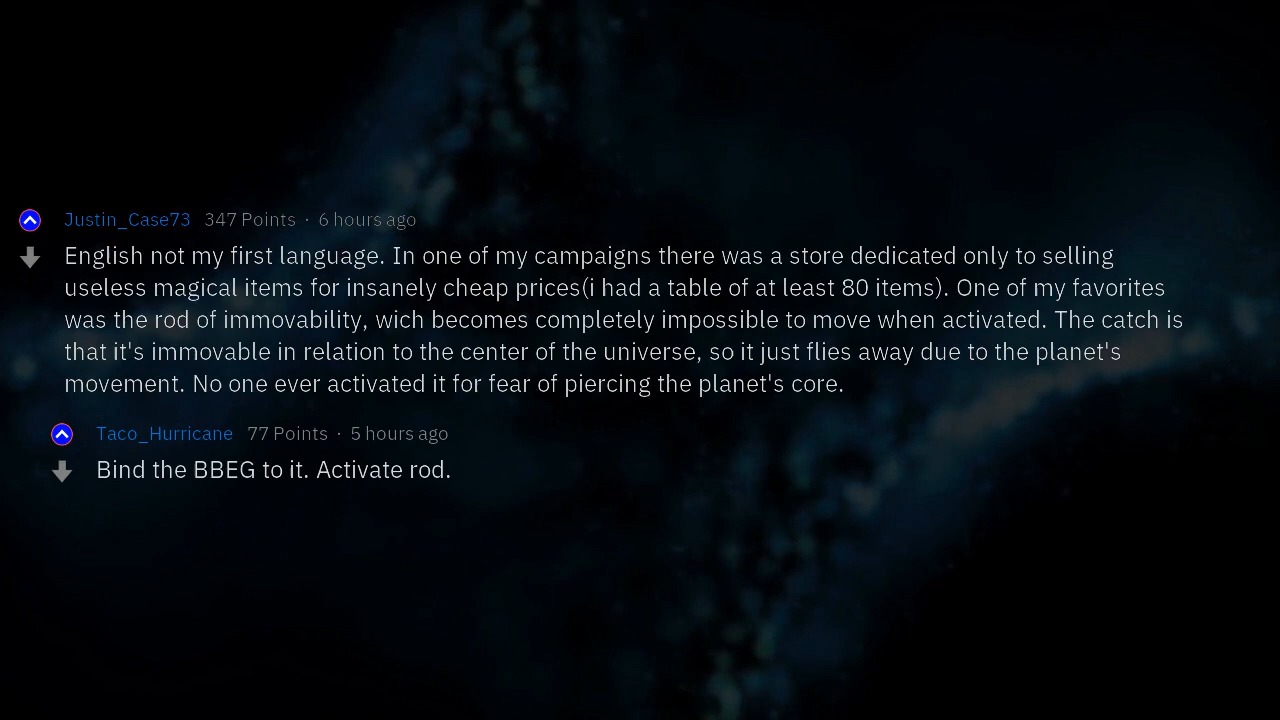 Justin_Case73 347 Points · 6 hours ago
English not my first language. In one of my campaigns there was a store dedicated only to selling
useless magical items for insanely cheap prices(i had a table of at least 80 items). One of my favorites
was the rod of immovability, wich becomes completely impossible to move when activated. The catch is
that it's immovable in relation to the center of the universe, so it just flies away due to the planet's
movement. No one ever activated it for fear of piercing the planet's core.
Taco_Hurricane 77 Points · 5 hours ago
Bind the BBEG to it. Activate rod.